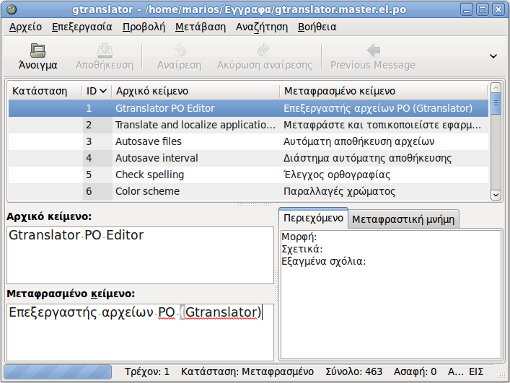 gtranslator - /home/marios/Έγγραφα/gtranslator.master.el.po
Αρχείο Επεξεργασία Προβολή Μετάβαση Αναζήτηση Βοήθεια
Άνοιγμα Αποθήκευση Αναίρεση Ακύρωση αναίρεσης Previous Message
Κατάσταση ID Αρχικό κείμενο Μεταφρασμένο κείμενο
1 Gtranslator PO Editor Επεξεργαστής αρχείων PO (Gtranslator)
2 Translate and localize applicatio... Μεταφράστε και τοπικοποιείστε εφαρμ...
3 Autosave files Αυτόματη αποθήκευση αρχείων
4 Autosave interval Διάστημα αυτόματης αποθήκευσης
5 Check spelling Έλεγχος ορθογραφίας
6 Color scheme Παραλλαγές χρώματος
Αρχικό κείμενο:
Gtranslator·PO·Editor
Μεταφρασμένο κείμενο:
Επεξεργαστής·αρχείων·PO·(Gtranslator)
Περιεχόμενο Μεταφραστική μνήμη
Μορφή:
Σχετικά:
Εξαγμένα σχόλια:
Τρέχον: 1 Κατάσταση: Μεταφρασμένο Σύνολο: 463 Ασαφή: 0 Α... ΕΙΣ